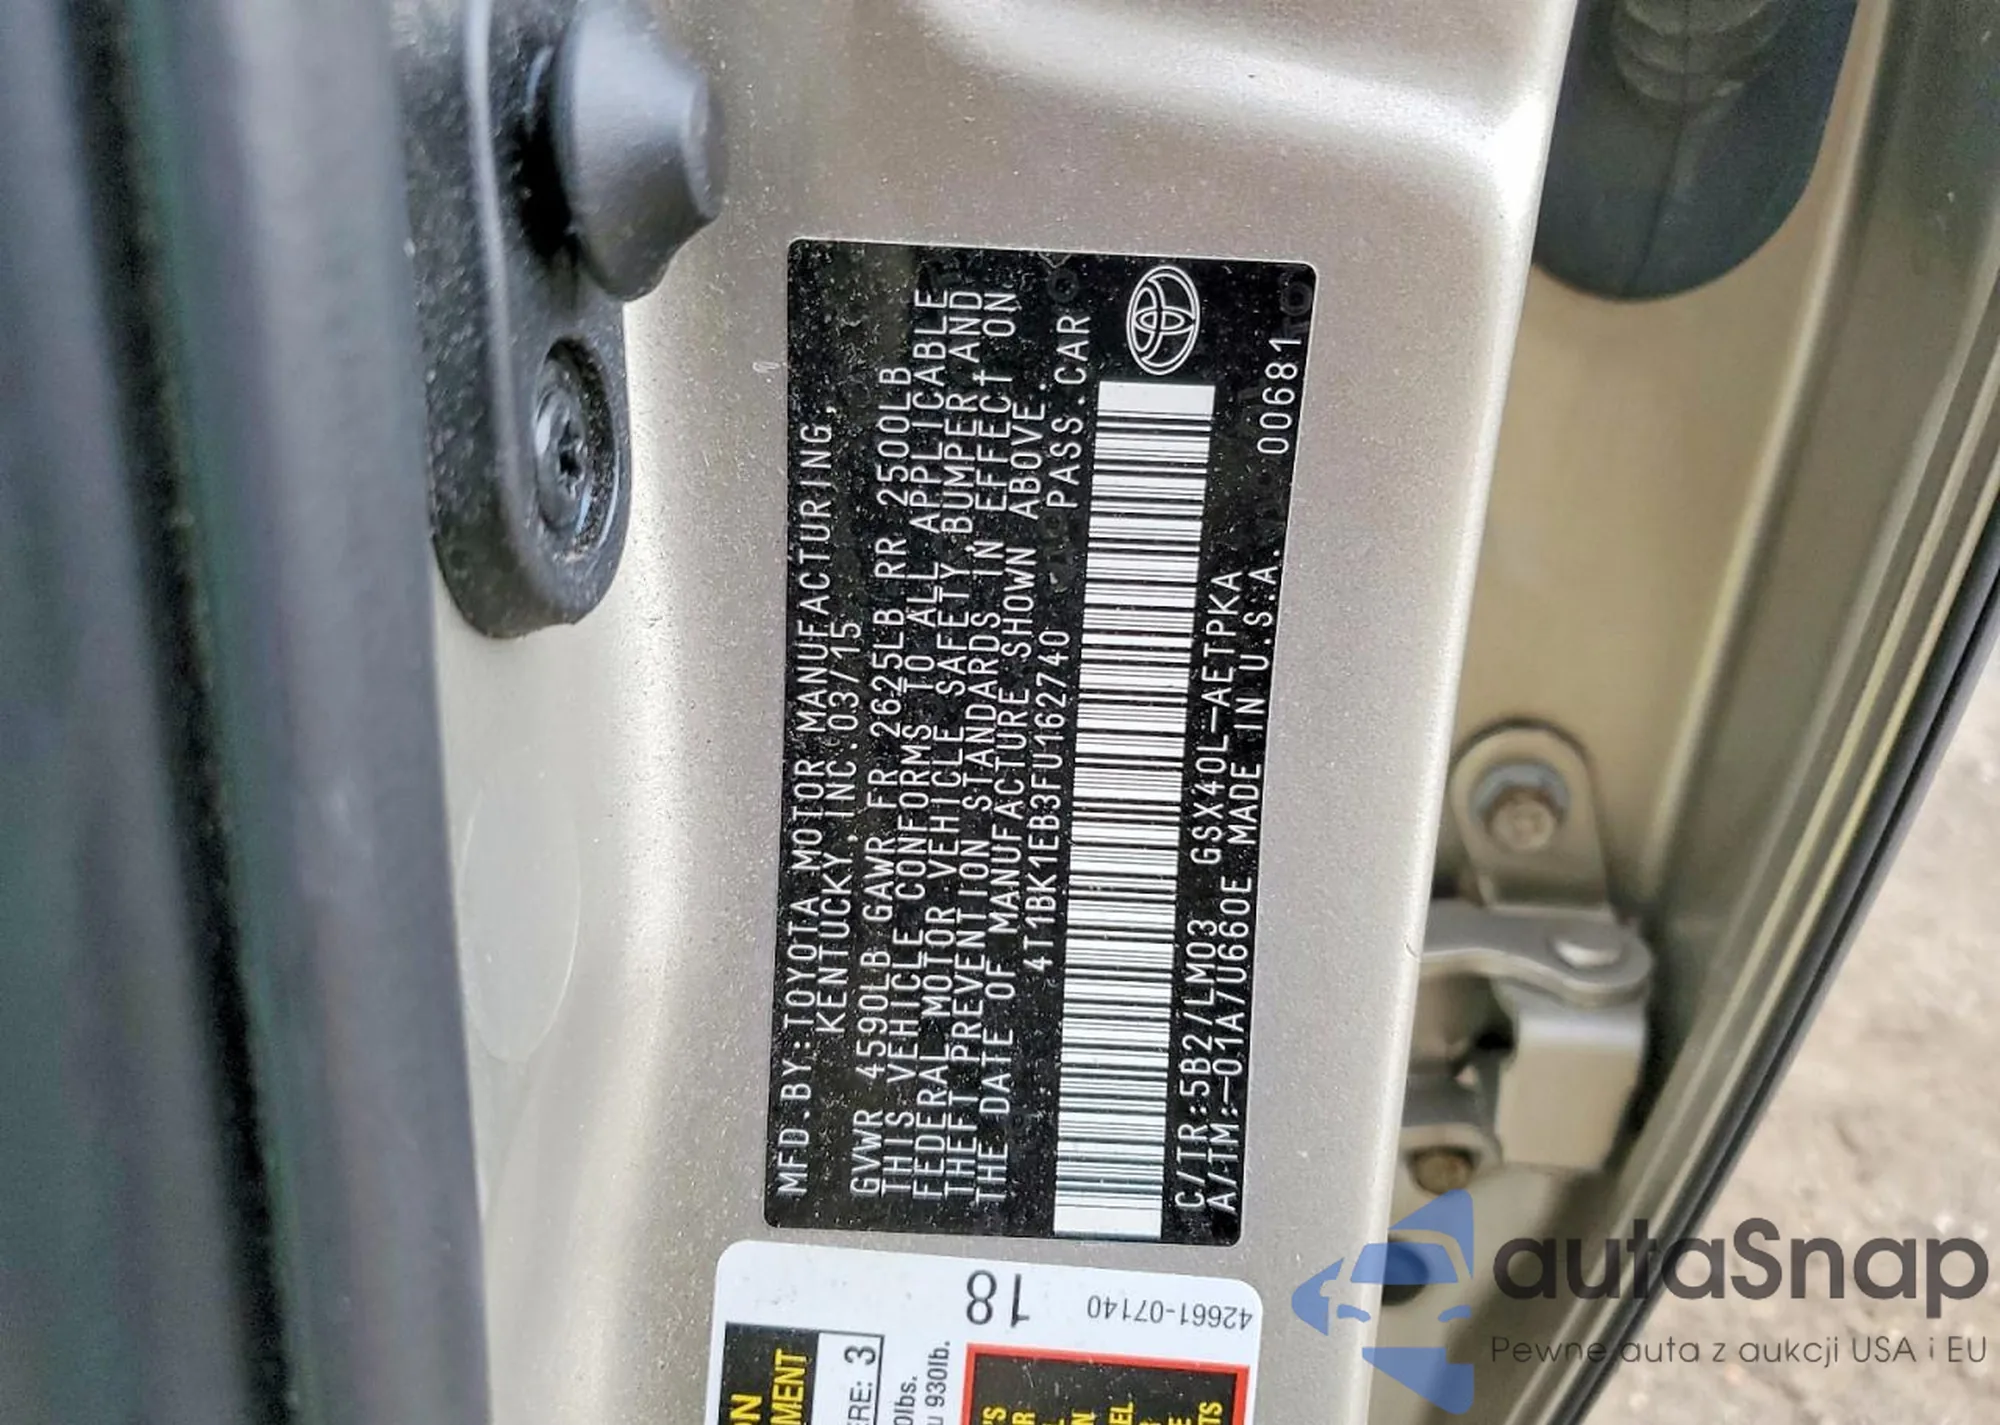 MFD.BY:TOYOTA MOTOR MANUFACTURING,
KENTUCKY,INC.03/15
GVWR 4590LB GAWR FR 2625LB RR 2500LB
THIS VEHICLE CONFORMS TO ALL APPLICABLE
FEDERAL MOTOR VEHICLE SAFETY,BUMPER,AND
THEFT PREVENTION STANDARDS IN EFFECT ON
THE DATE OF MANUFACTURE SHOWN ABOVE.
4T1BK1EB3FU162740 PASS.CAR
C/TR:5B2/LM03 GSX40L-AETPKA
A/TM:-01A/U660E MADE IN U.S.A. 00681
18
42661-07140
ERE: 3
930lb.
autaSnap
Pewne auta z aukcji USA i EU